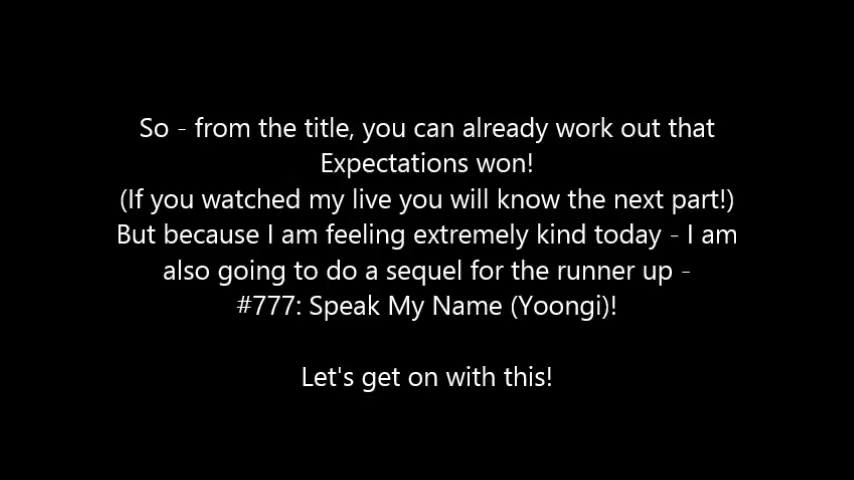 So - from the title, you can already work out that
Expectations won!
(If you watched my live you will know the next part!)
But because I am feeling extremely kind today - I am
also going to do a sequel for the runner up -
#777: Speak My Name (Yoongi)!
Let's get on with this!